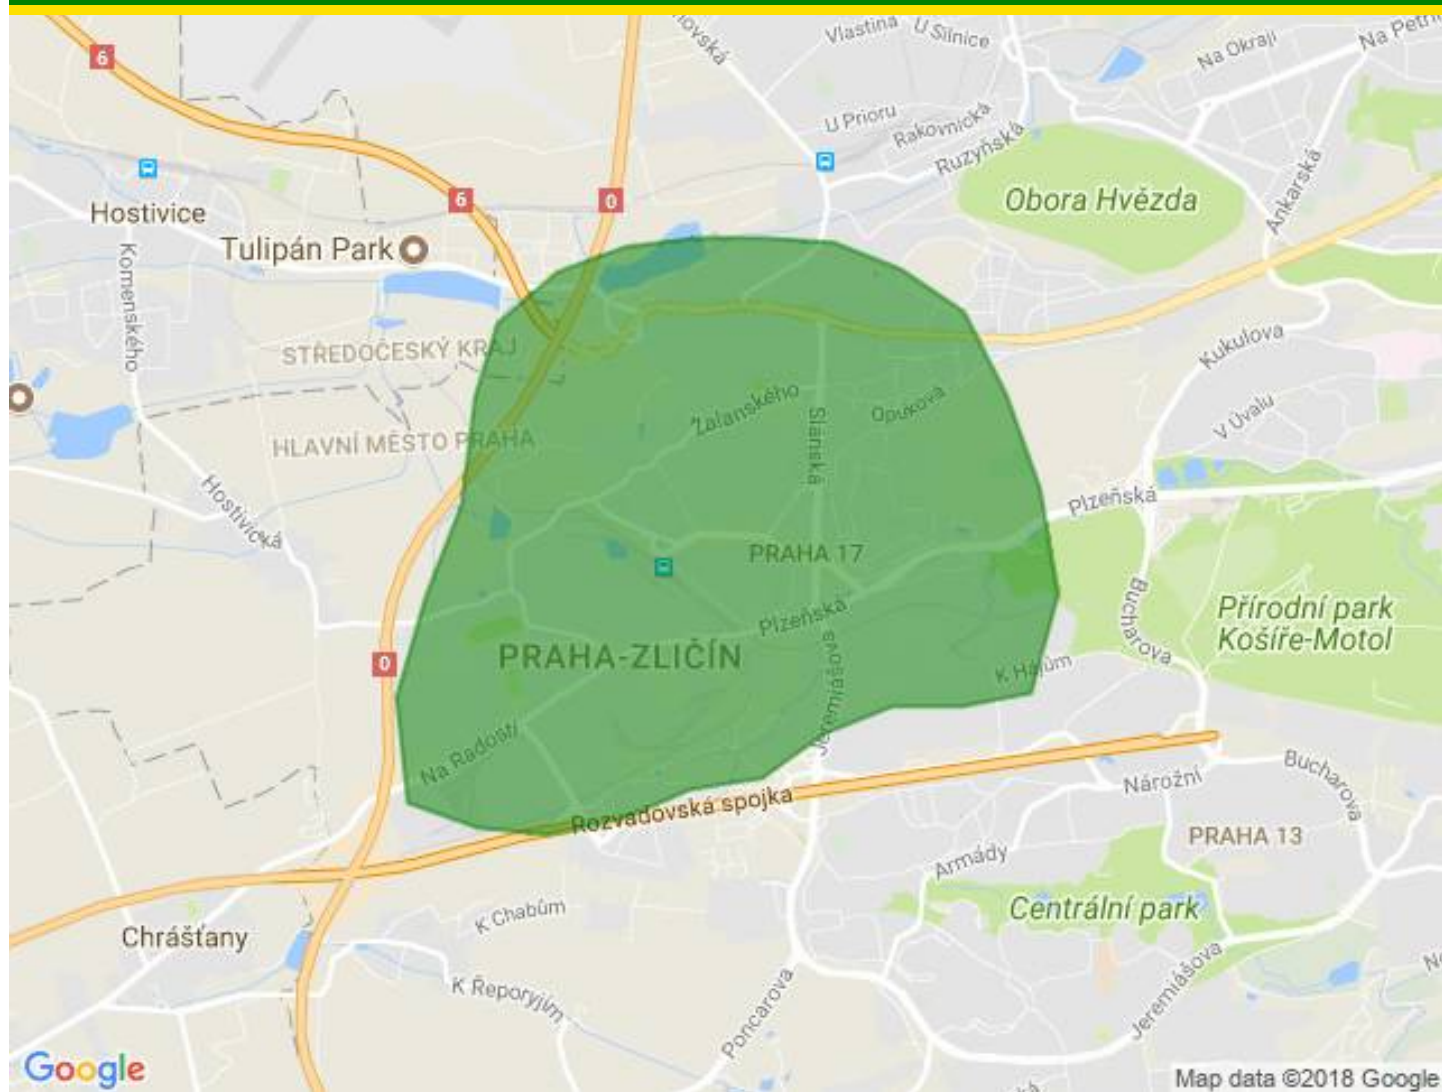 6
Vlastina
U Silnice
Na Okraji
U Prioru
Rakovnická
Ruzyňská
Ankarská
Hostivice
6
0
Obora Hvězda
Tulipán Park
Komenského
STŘEDOČESKÝ KRAJ
Kukulova
Žalanského
Slánská
Opuková
V Úvalu
HLAVNÍ MĚSTO PRAHA
Hostivická
Plzeňská
PRAHA 17
Bucharova
Přírodní park
Košíře-Motol
Plzeňská
PRAHA-ZLIČÍN
0
K Hájům
Jeremiášova
Na Radosti
Nárožní
Bucharova
Rozvadovská spojka
PRAHA 13
Armády
K Chabům
Centrální park
Chrášťany
K Řeporyjím
Poncarova
Jeremiášova
Google
Map data ©2018 Google